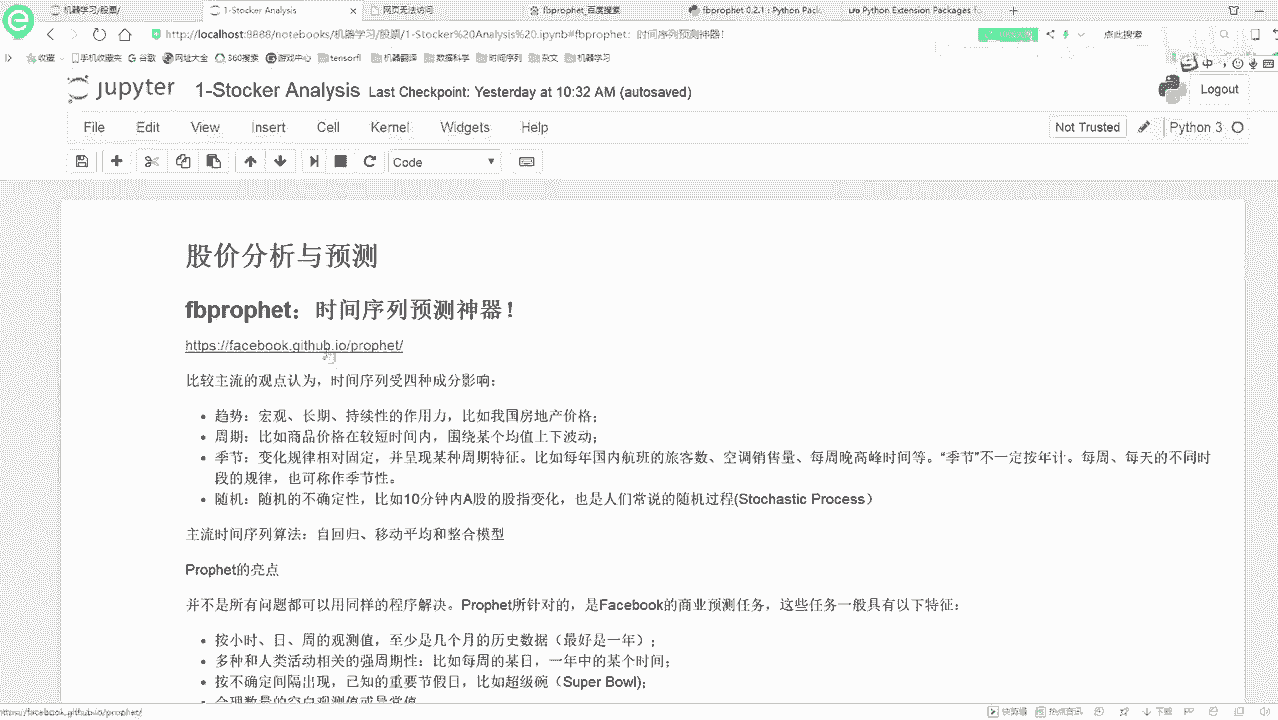 机器学习/股票/
1-Stocker Analysis
网页无法访问
fbprophet_百度搜索
fbprophet 0.2.1 : Python Pack
Python Extension Packages f
http://localhost:8888/notebooks/机器学习/股票/1-Stocker%20Analysis%20.ipynb#fbprophet：时间序列预测神器！
点此搜索
收藏 手机收藏夹 谷歌 网址大全 360搜索 游戏中心 tensorfl 机器翻译 数据科学 时间序列 杂文 机器学习
jupyter 1-Stocker Analysis Last Checkpoint: Yesterday at 10:32 AM (autosaved)
Logout
File Edit View Insert Cell Kernel Widgets Help
Not Trusted
Python 3
Code
股价分析与预测
fbprophet：时间序列预测神器！
https://facebook.github.io/prophet/
比较主流的观点认为，时间序列受四种成分影响：
趋势：宏观、长期、持续性的作用力，比如我国房地产价格；
周期：比如商品价格在较短时间内，围绕某个均值上下波动；
季节：变化规律相对固定，并呈现某种周期特征。比如每年国内航班的旅客数、空调销售量、每周晚高峰时间等。“季节”不一定按年计。每周、每天的不同时
段的规律，也可称作季节性。
随机：随机的不确定性，比如10分钟内A股的股指变化，也是人们常说的随机过程(Stochastic Process）
主流时间序列算法：自回归、移动平均和整合模型
Prophet的亮点
并不是所有问题都可以用同样的程序解决。Prophet所针对的，是Facebook的商业预测任务，这些任务一般具有以下特征：
按小时、日、周的观测值，至少是几个月的历史数据（最好是一年）；
多种和人类活动相关的强周期性：比如每周的某日，一年中的某个时间；
按不确定间隔出现，已知的重要节假日，比如超级碗（Super Bowl);
合理数量的空白观测值或异常值
https://facebook.github.io/prophet/
快剪辑 热点资讯 下载